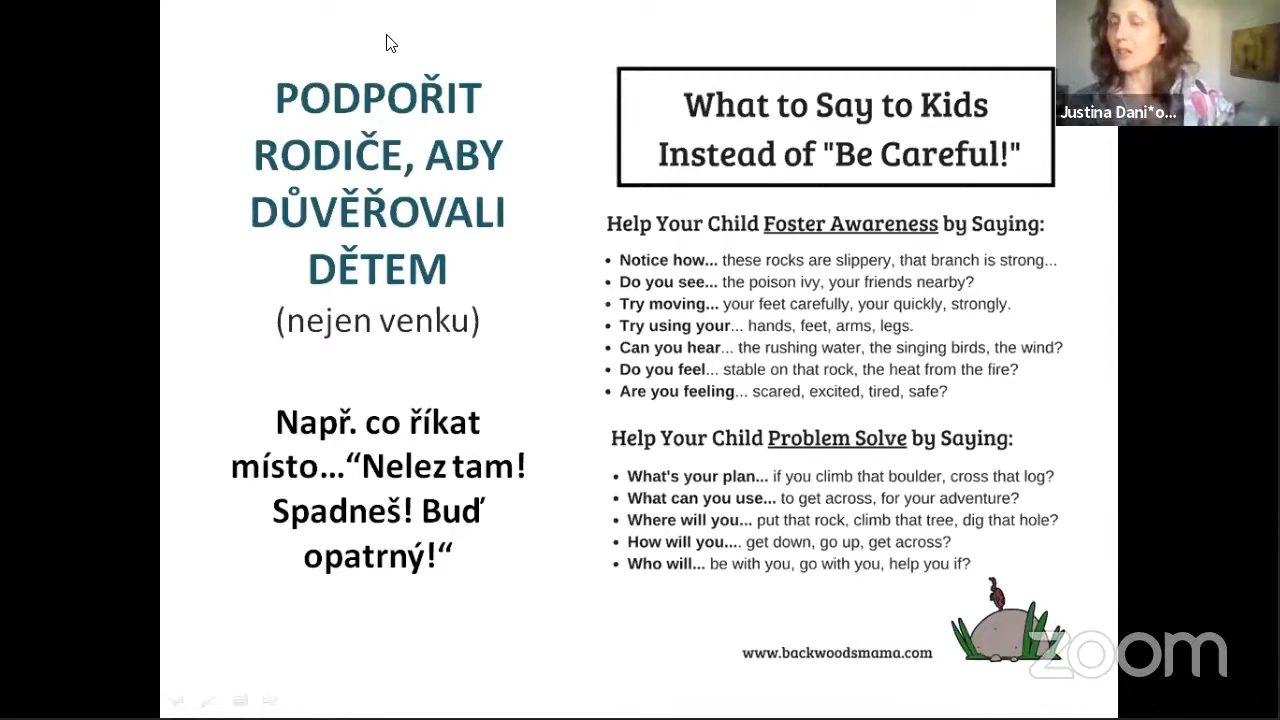 PODPOŘIT
RODIČE, ABY
DŮVĚŘOVALI
DĚTEM
(nejen venku)
Např. co říkat
místo…“Nelez tam!
Spadneš! Buď
opatrný!“
What to Say to Kids
Instead of "Be Careful!"
Help Your Child Foster Awareness by Saying:
• Notice how... these rocks are slippery, that branch is strong...
• Do you see... the poison ivy, your friends nearby?
• Try moving... your feet carefully, your quickly, strongly.
• Try using your... hands, feet, arms, legs.
• Can you hear... the rushing water, the singing birds, the wind?
• Do you feel... stable on that rock, the heat from the fire?
• Are you feeling... scared, excited, tired, safe?
Help Your Child Problem Solve by Saying:
• What's your plan... if you climb that boulder, cross that log?
• What can you use... to get across, for your adventure?
• Where will you... put that rock, climb that tree, dig that hole?
• How will you.... get down, go up, get across?
• Who will... be with you, go with you, help you if?
www.backwoodsmama.com
Justina Dani*o...
zoom